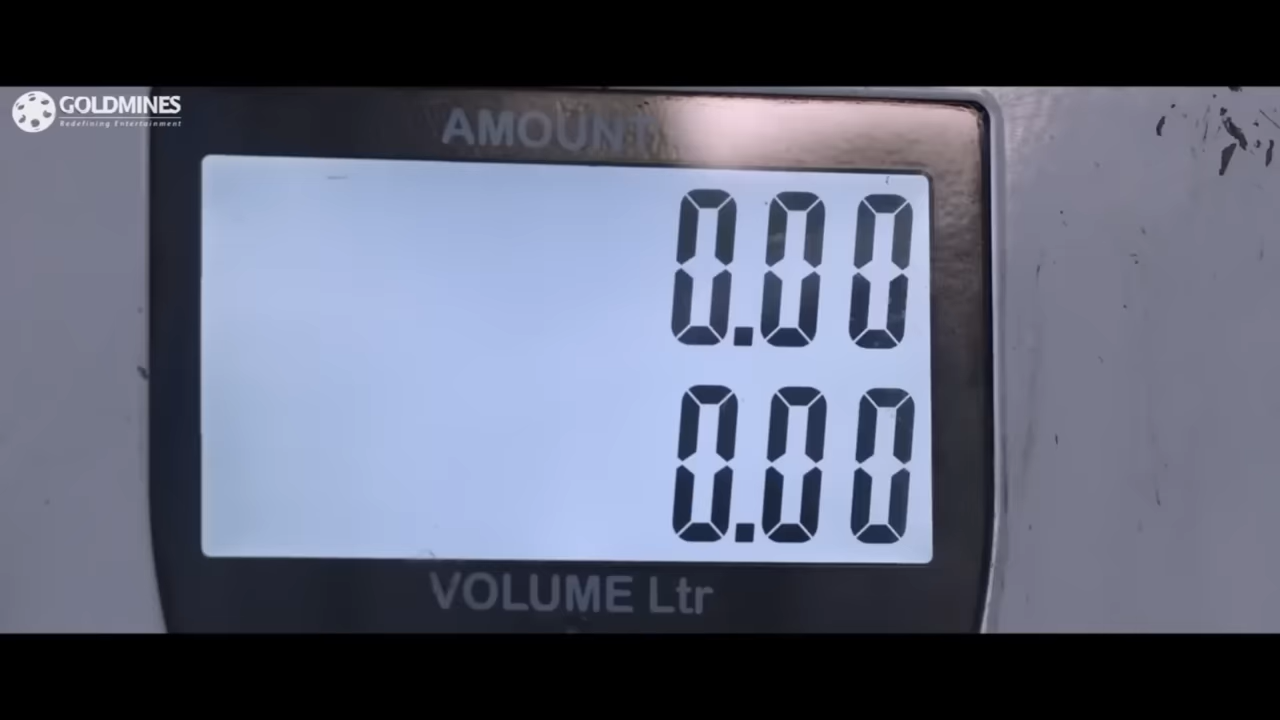 GOLDMINES
Redefining Entertainment
AMOUNT
0.00
0.00
VOLUME Ltr